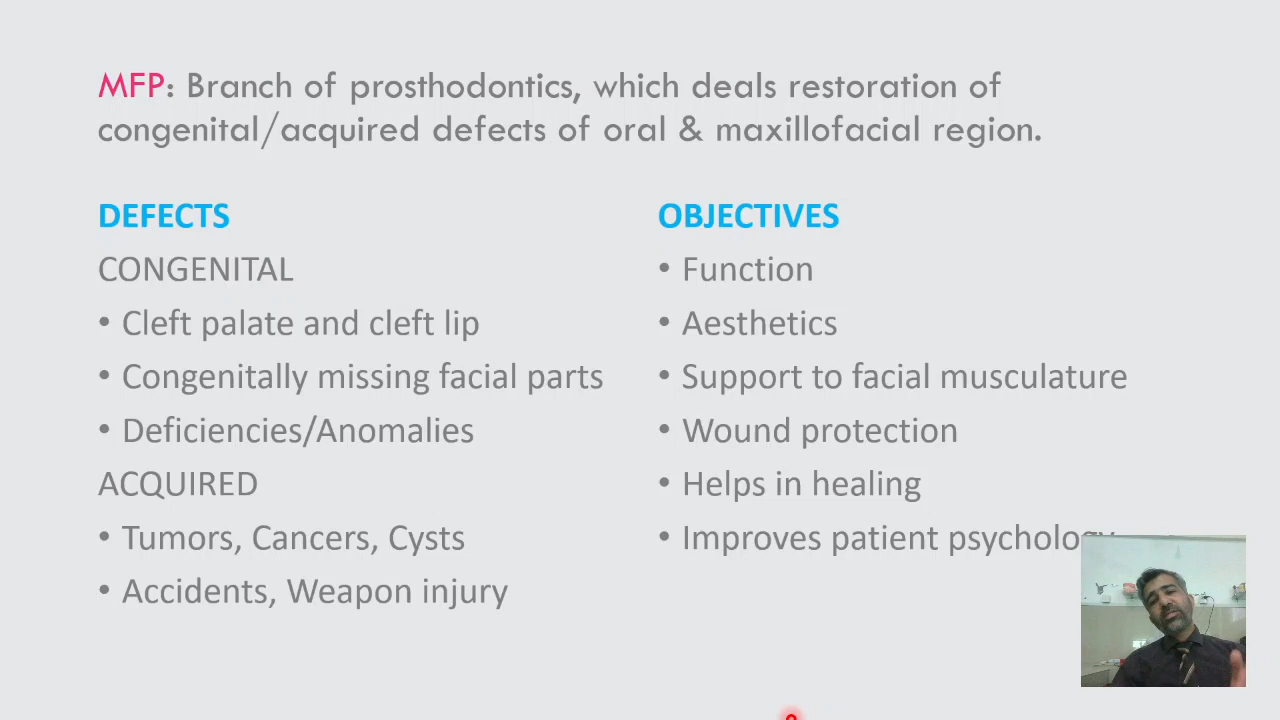 MFP: Branch of prosthodontics, which deals restoration of
congenital/acquired defects of oral & maxillofacial region.
DEFECTS
CONGENITAL
• Cleft palate and cleft lip
• Congenitally missing facial parts
• Deficiencies/Anomalies
ACQUIRED
• Tumors, Cancers, Cysts
• Accidents, Weapon injury
OBJECTIVES
• Function
• Aesthetics
• Support to facial musculature
• Wound protection
• Helps in healing
• Improves patient psychology